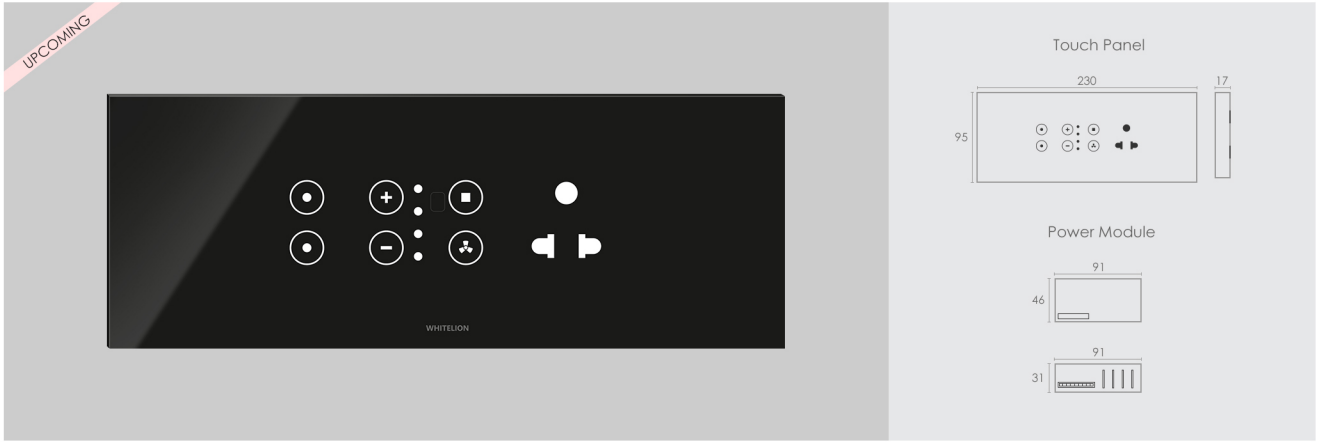 UPCOMING
WHITELION
Touch Panel
230
17
95
Power Module
91
46
91
31